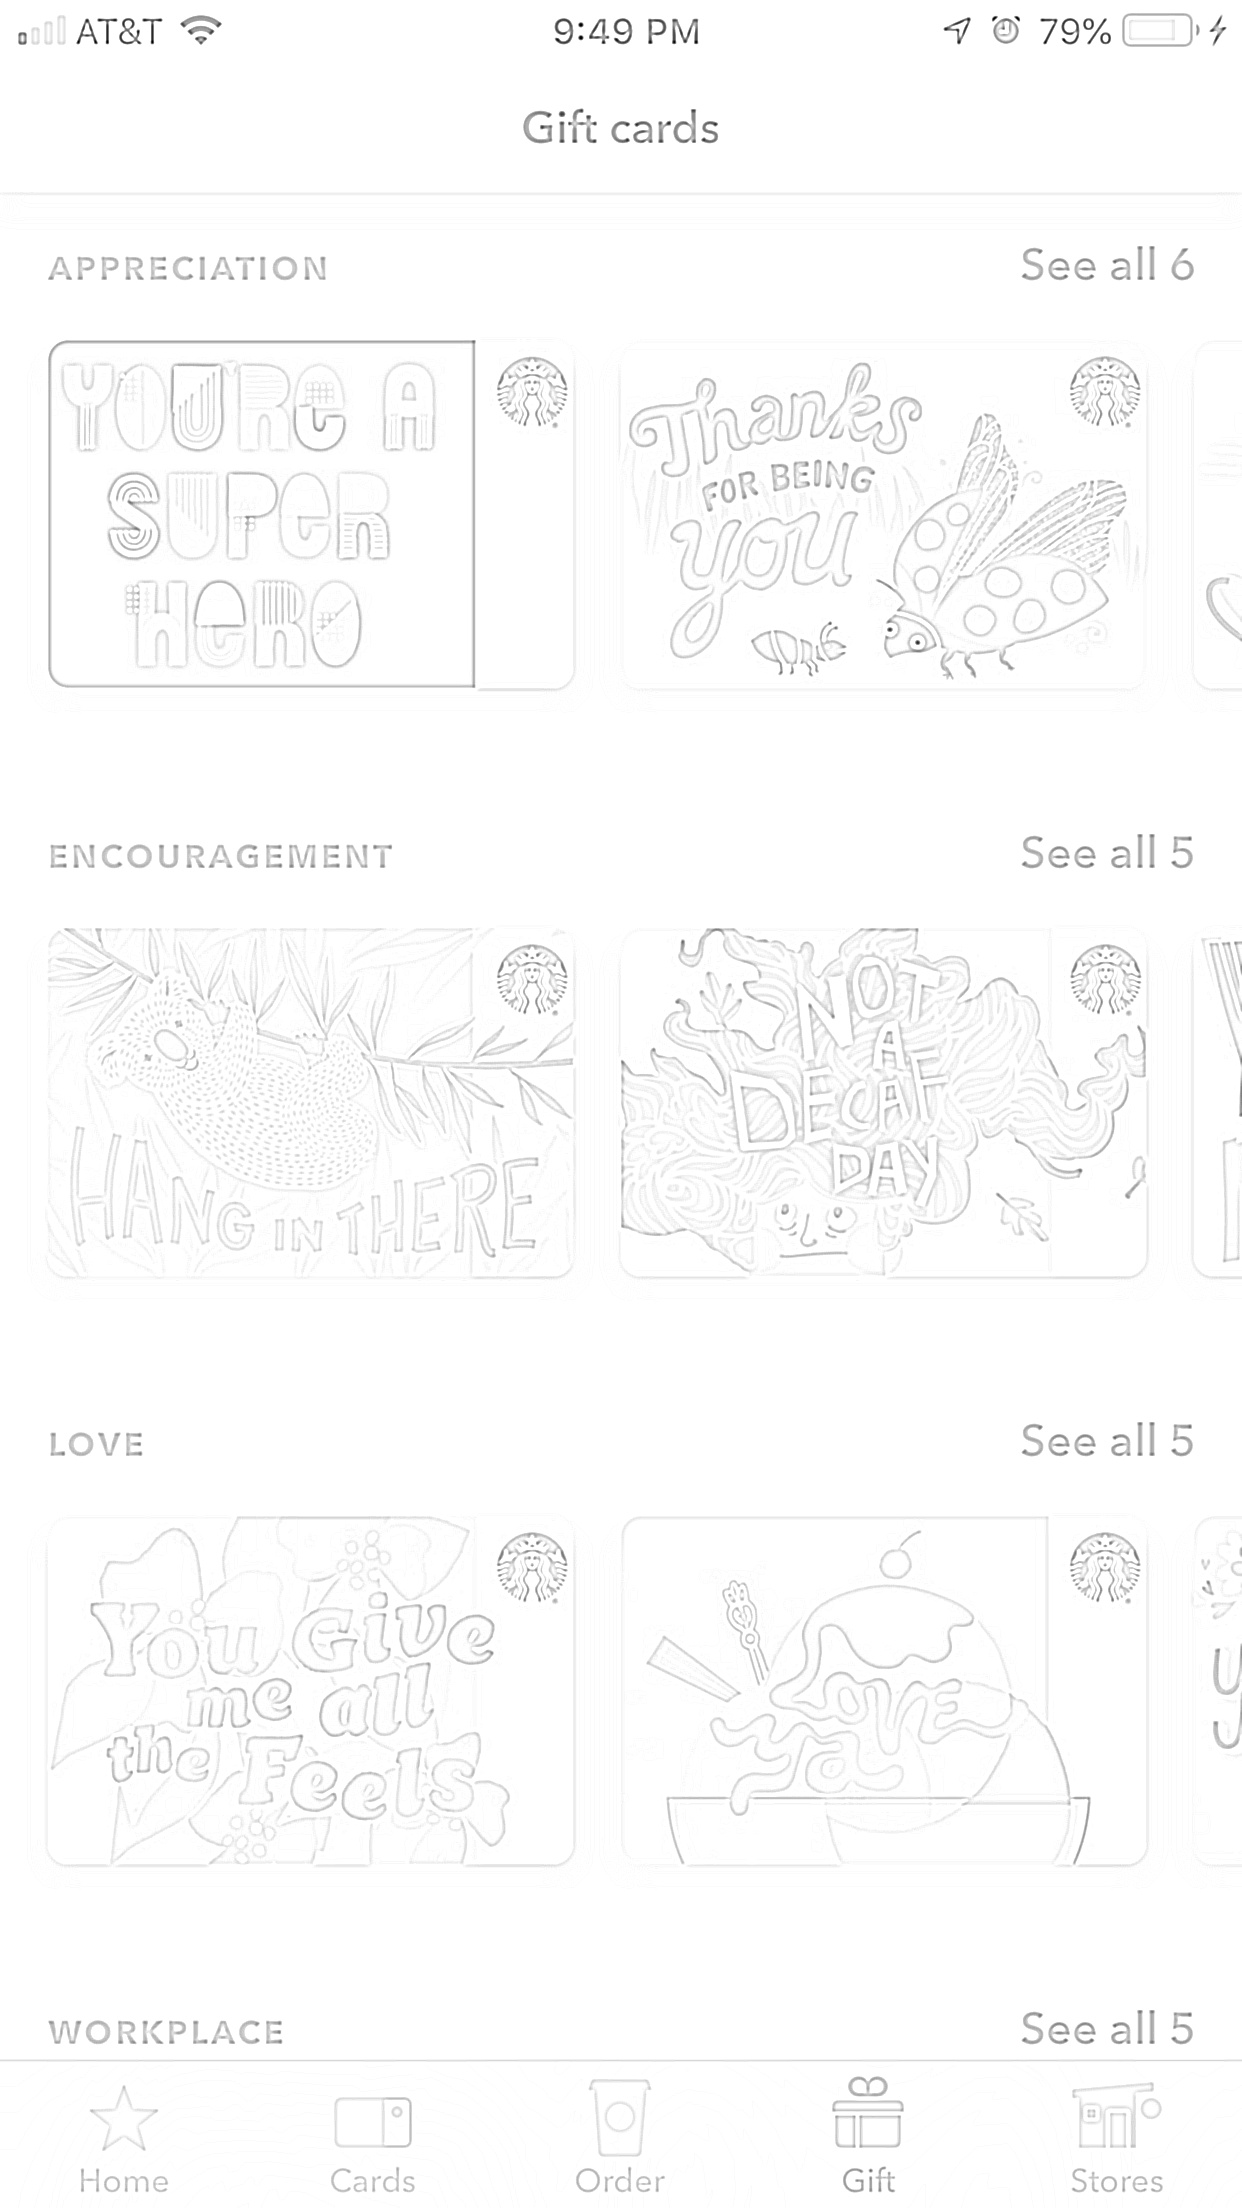 AT&T 9:49 PM 79%
Gift cards
APPRECIATION See all 6
YOU'RE A
SUPER
HERO
Thanks
FOR BEING
you
ENCOURAGEMENT See all 5
HANG IN THERE
NOT
A
DECAF
DAY
LOVE See all 5
You Give
me all
the Feels
LOVE
ya
WORKPLACE See all 5
Home Cards Order Gift Stores